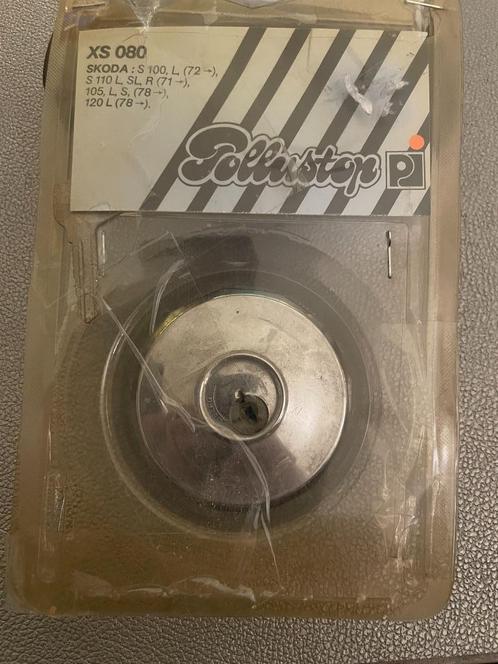 XS 080
SKODA : S 100, L, (72→),
S 110 L, SL, R (71→),
105, L, S, (78→),
120 L (78→).
Pollustop PJ